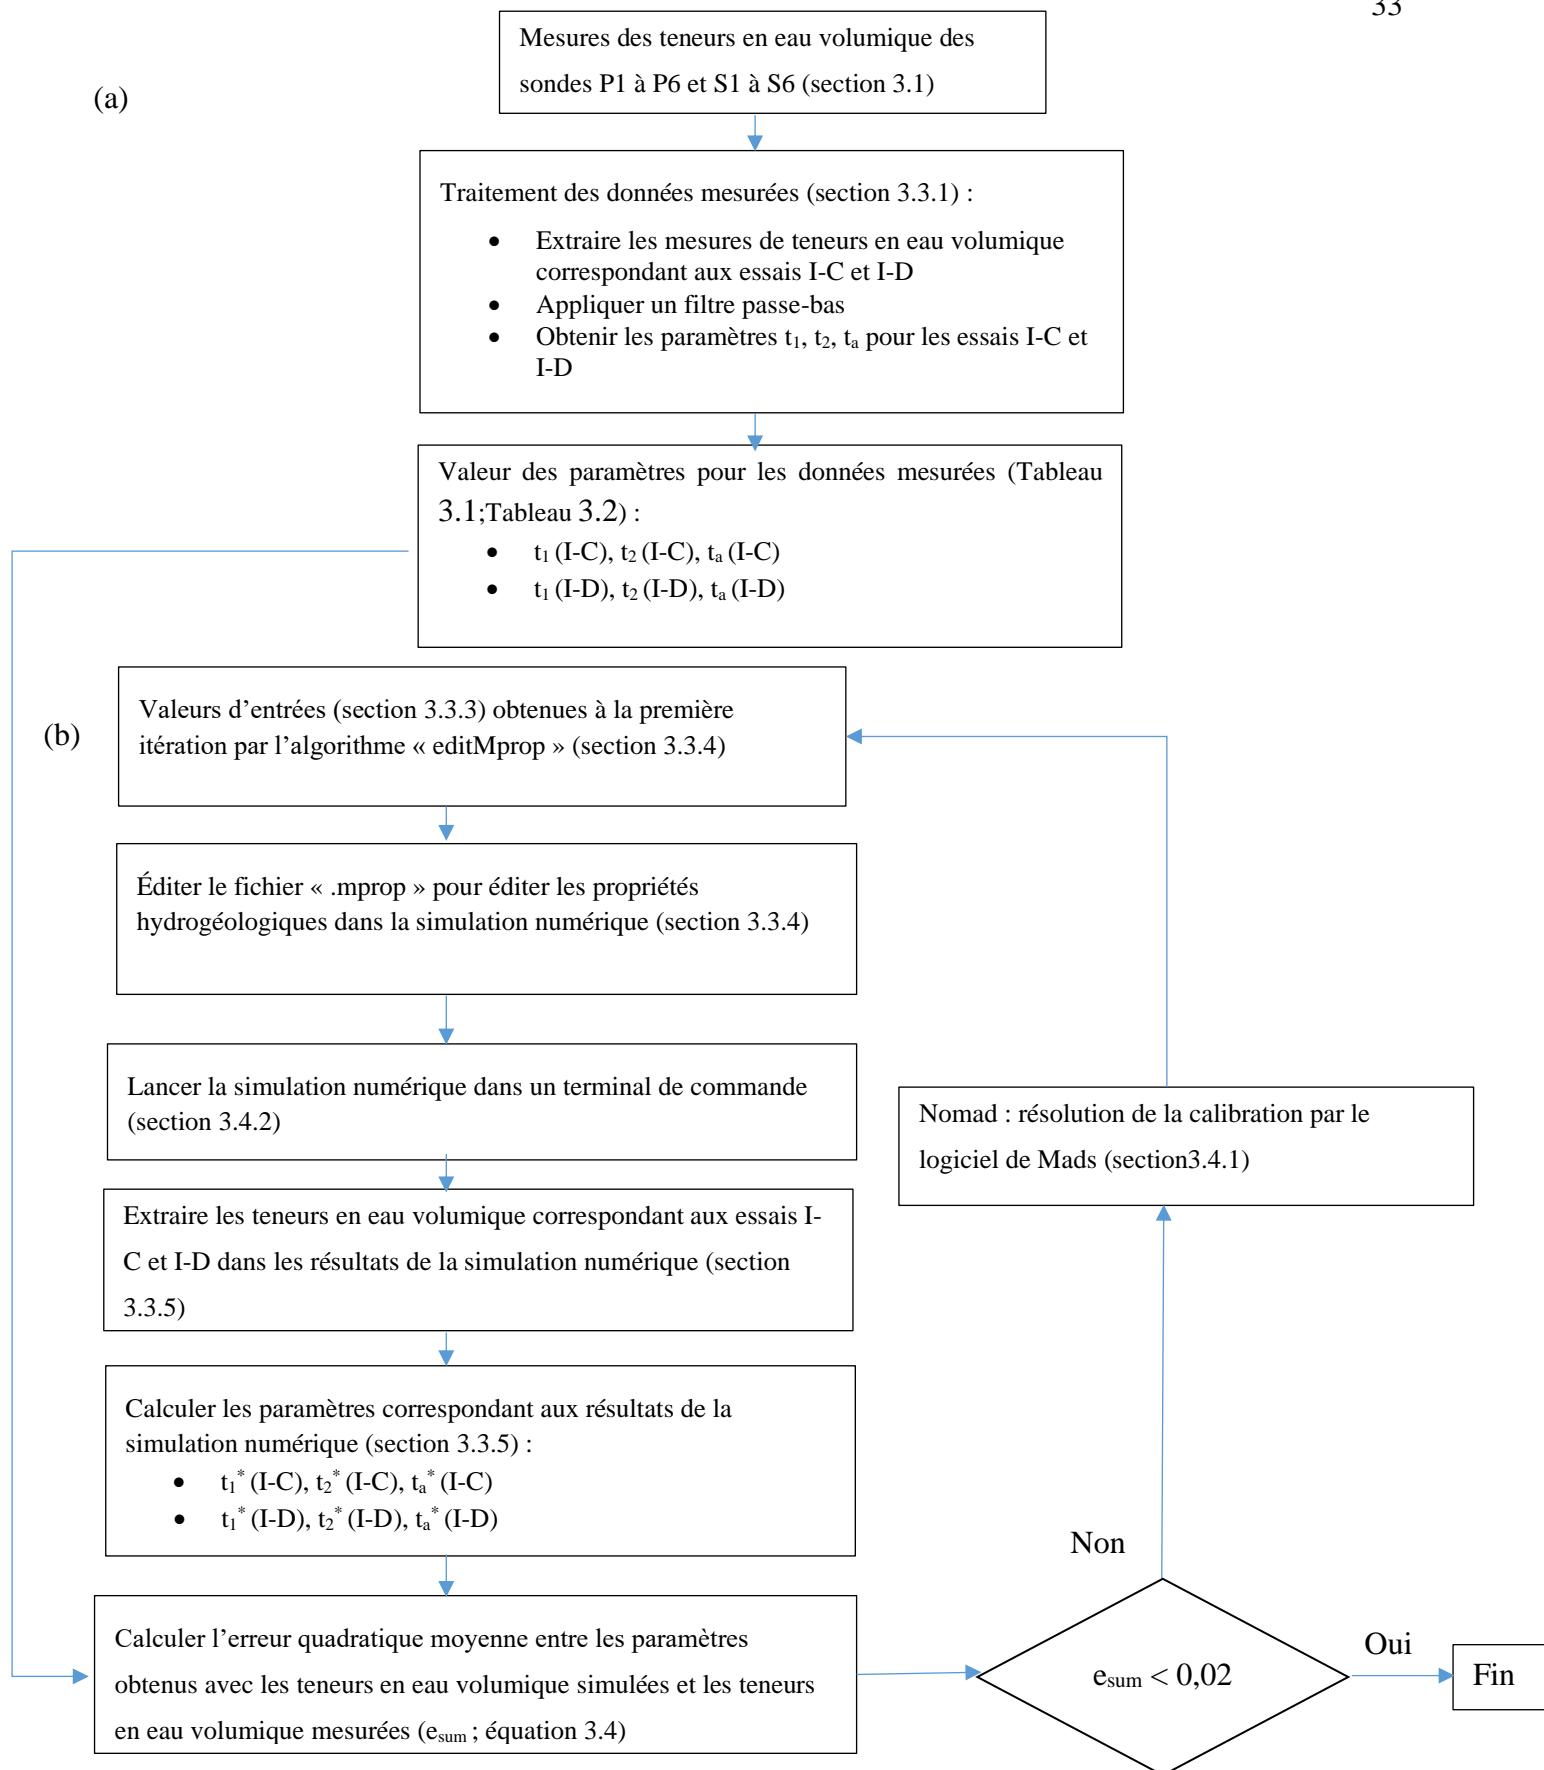 33
Mesures des teneurs en eau volumique des
sondes P1 à P6 et S1 à S6 (section 3.1)
(a)
Traitement des données mesurées (section 3.3.1) :
• Extraire les mesures de teneurs en eau volumique
correspondant aux essais I-C et I-D
• Appliquer un filtre passe-bas
• Obtenir les paramètres t₁, t₂, tₐ pour les essais I-C et
I-D
Valeur des paramètres pour les données mesurées (Tableau
3.1;Tableau 3.2) :
• t₁ (I-C), t₂ (I-C), tₐ (I-C)
• t₁ (I-D), t₂ (I-D), tₐ (I-D)
(b)
Valeurs d’entrées (section 3.3.3) obtenues à la première
itération par l’algorithme « editMprop » (section 3.3.4)
Éditer le fichier « .mprop » pour éditer les propriétés
hydrogéologiques dans la simulation numérique (section 3.3.4)
Lancer la simulation numérique dans un terminal de commande
(section 3.4.2)
Nomad : résolution de la calibration par le
logiciel de Mads (section3.4.1)
Extraire les teneurs en eau volumique correspondant aux essais I-
C et I-D dans les résultats de la simulation numérique (section
3.3.5)
Calculer les paramètres correspondant aux résultats de la
simulation numérique (section 3.3.5) :
• t₁* (I-C), t₂* (I-C), tₐ* (I-C)
• t₁* (I-D), t₂* (I-D), tₐ* (I-D)
Non
Calculer l’erreur quadratique moyenne entre les paramètres
obtenus avec les teneurs en eau volumique simulées et les teneurs
en eau volumique mesurées (eₛᵤₘ ; équation 3.4)
eₛᵤₘ < 0,02
Oui
Fin